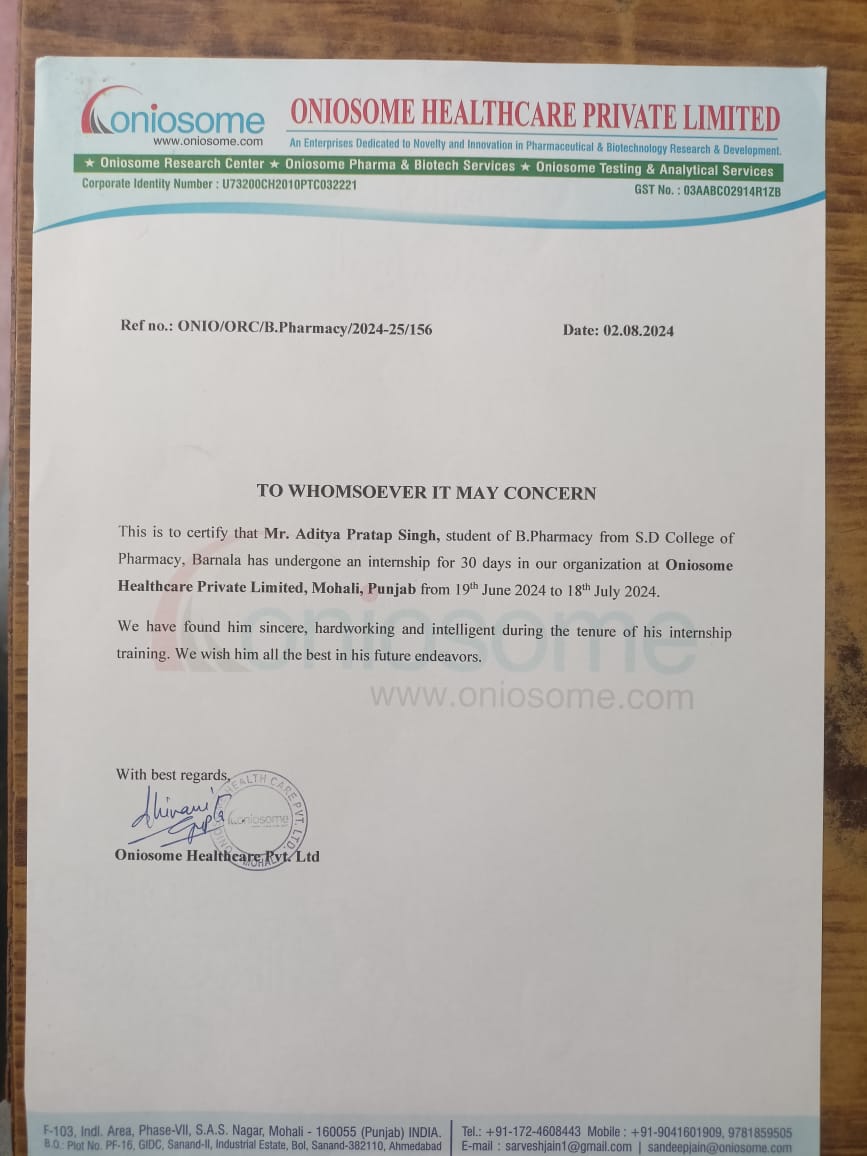 oniosome
www.oniosome.com
ONIOSOME HEALTHCARE PRIVATE LIMITED
An Enterprises Dedicated to Novelty and Innovation in Pharmaceutical & Biotechnology Research & Development.
★ Oniosome Research Center ★ Oniosome Pharma & Biotech Services ★ Oniosome Testing & Analytical Services
Corporate Identity Number : U73200CH2010PTC032221
GST No. : 03AABCO2914R1ZB
Ref no.: ONIO/ORC/B.Pharmacy/2024-25/156
Date: 02.08.2024
TO WHOMSOEVER IT MAY CONCERN
This is to certify that Mr. Aditya Pratap Singh, student of B.Pharmacy from S.D College of
Pharmacy, Barnala has undergone an internship for 30 days in our organization at Oniosome
Healthcare Private Limited, Mohali, Punjab from 19th June 2024 to 18th July 2024.
We have found him sincere, hardworking and intelligent during the tenure of his internship
training. We wish him all the best in his future endeavors.
oniosome
www.oniosome.com
With best regards,
Shivani
Gupta
ONIOSOME HEALTH CARE PVT. LTD.
oniosome
MOHALI
Oniosome Healthcare Pvt. Ltd
F-103, Indl. Area, Phase-VII, S.A.S. Nagar, Mohali - 160055 (Punjab) INDIA.
B.O.: Plot No. PF-16, GIDC, Sanand-II, Industrial Estate, Bol, Sanand-382110, Ahmedabad
Tel.: +91-172-4608443 Mobile : +91-9041601909, 9781859505
E-mail : sarveshjain1@gmail.com | sandeepjain@oniosome.com